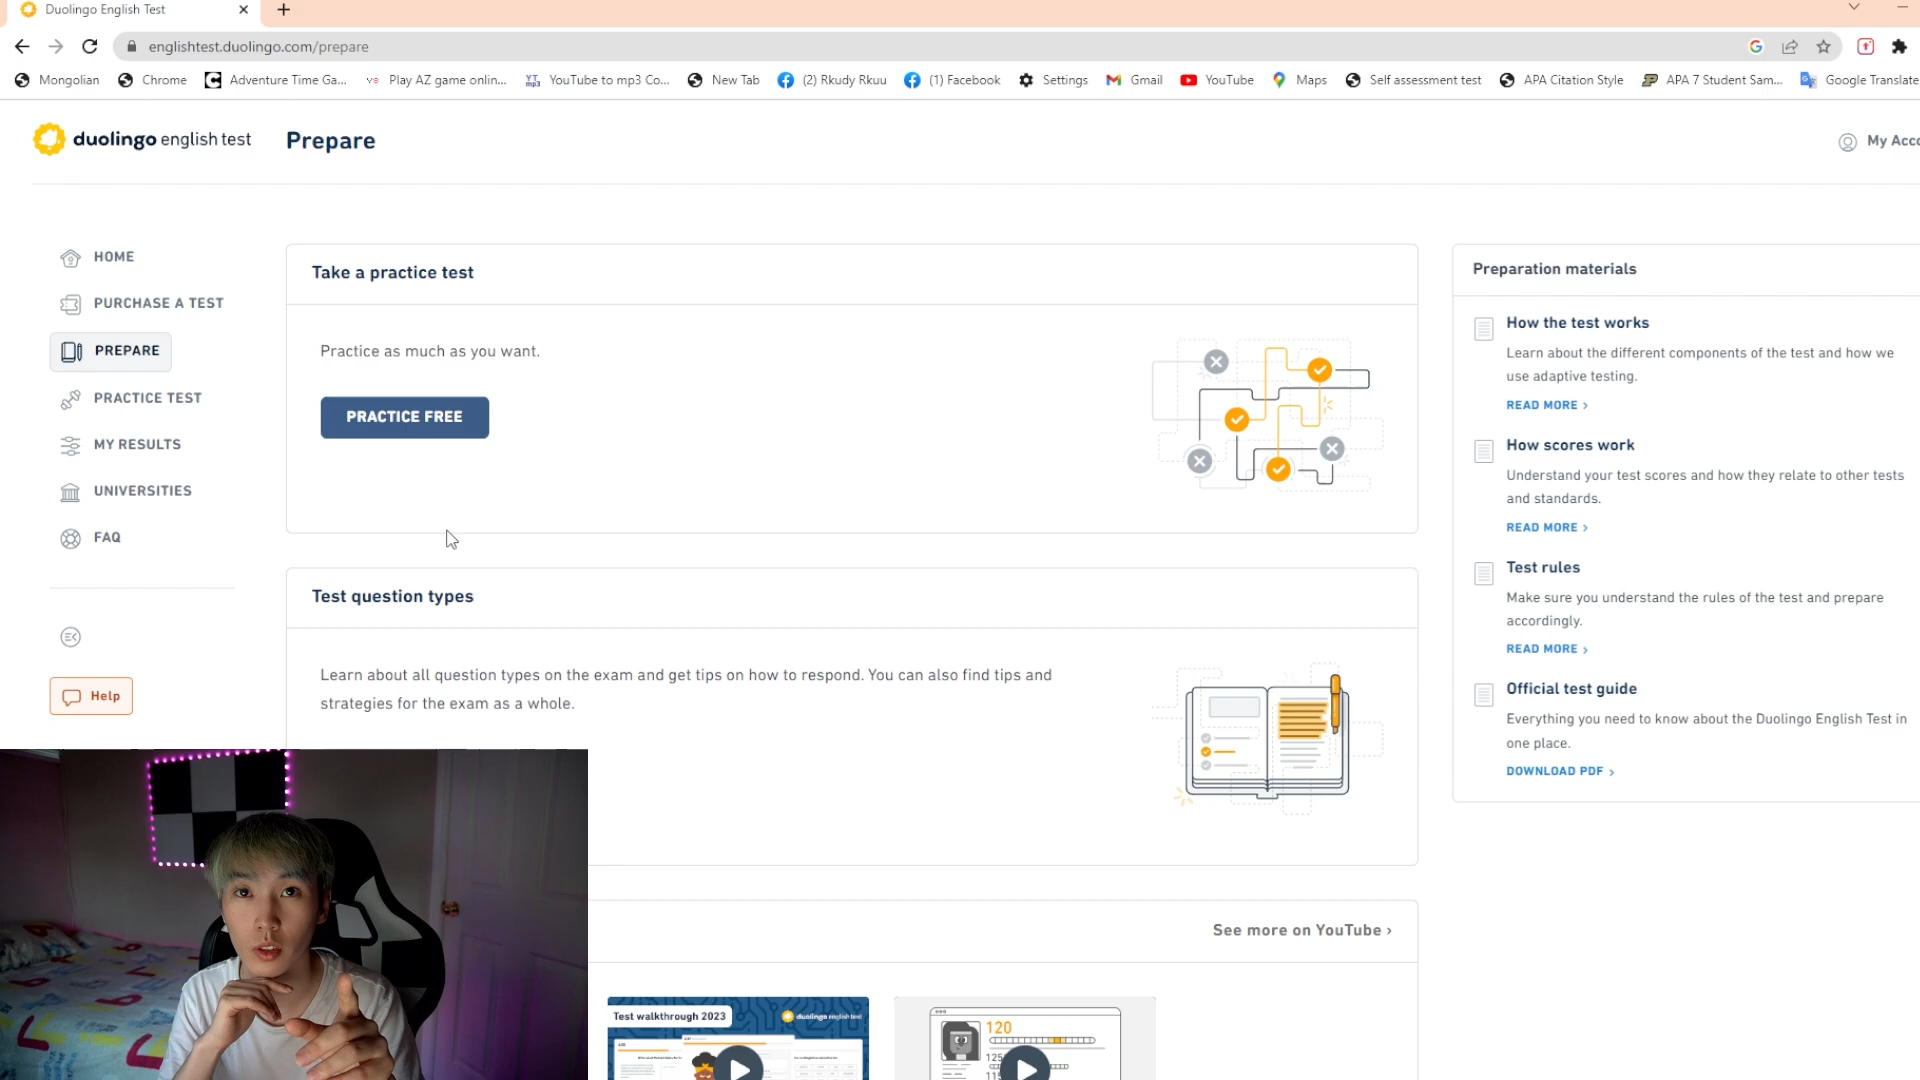 Duolingo English Test
englishtest.duolingo.com/prepare
Mongolian
Chrome
Adventure Time Ga...
Play AZ game onlin...
YouTube to mp3 Co...
New Tab
(2) Rkudy Rkuu
(1) Facebook
Settings
Gmail
YouTube
Maps
Self assessment test
APA Citation Style
APA 7 Student Sam...
Google Translate
duolingo english test
Prepare
My Acco
HOME
PURCHASE A TEST
PREPARE
PRACTICE TEST
MY RESULTS
UNIVERSITIES
FAQ
Help
Take a practice test
Practice as much as you want.
PRACTICE FREE
Test question types
Learn about all question types on the exam and get tips on how to respond. You can also find tips and
strategies for the exam as a whole.
See more on YouTube ›
Test walkthrough 2023
duolingo english test
120
125
Preparation materials
How the test works
Learn about the different components of the test and how we
use adaptive testing.
READ MORE ›
How scores work
Understand your test scores and how they relate to other tests
and standards.
READ MORE ›
Test rules
Make sure you understand the rules of the test and prepare
accordingly.
READ MORE ›
Official test guide
Everything you need to know about the Duolingo English Test in
one place.
DOWNLOAD PDF ›